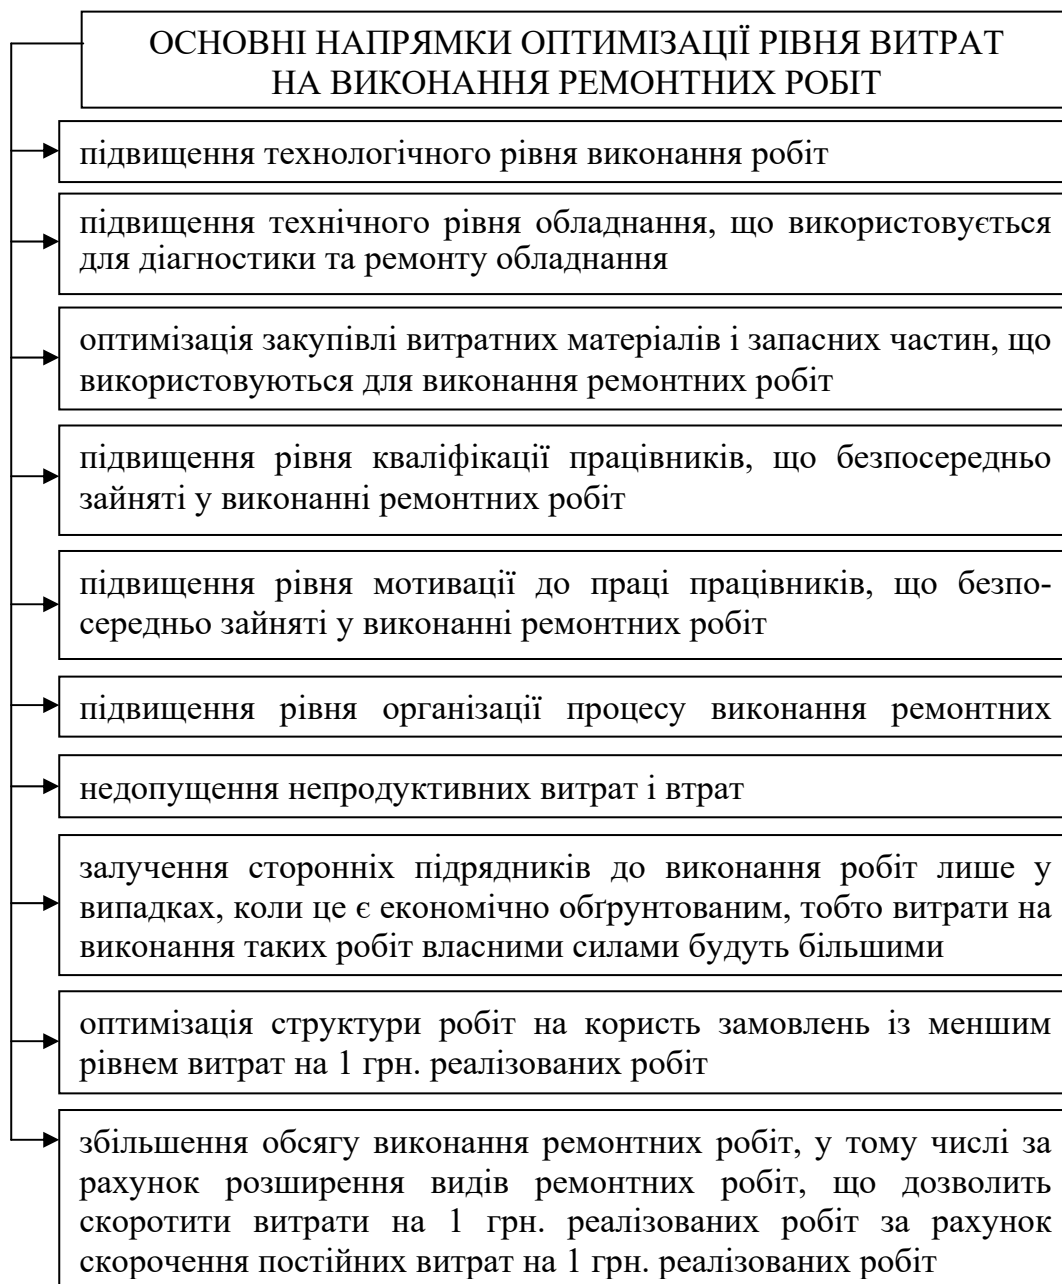 ОСНОВНІ НАПРЯМКИ ОПТИМІЗАЦІЇ РІВНЯ ВИТРАТ
НА ВИКОНАННЯ РЕМОНТНИХ РОБІТ
підвищення технологічного рівня виконання робіт
підвищення технічного рівня обладнання, що використовується
для діагностики та ремонту обладнання
оптимізація закупівлі витратних матеріалів і запасних частин, що
використовуються для виконання ремонтних робіт
підвищення рівня кваліфікації працівників, що безпосередньо
зайняті у виконанні ремонтних робіт
підвищення рівня мотивації до праці працівників, що безпо-
середньо зайняті у виконанні ремонтних робіт
підвищення рівня організації процесу виконання ремонтних
недопущення непродуктивних витрат і втрат
залучення сторонніх підрядників до виконання робіт лише у
випадках, коли це є економічно обґрунтованим, тобто витрати на
виконання таких робіт власними силами будуть більшими
оптимізація структури робіт на користь замовлень із меншим
рівнем витрат на 1 грн. реалізованих робіт
збільшення обсягу виконання ремонтних робіт, у тому числі за
рахунок розширення видів ремонтних робіт, що дозволить
скоротити витрати на 1 грн. реалізованих робіт за рахунок
скорочення постійних витрат на 1 грн. реалізованих робіт